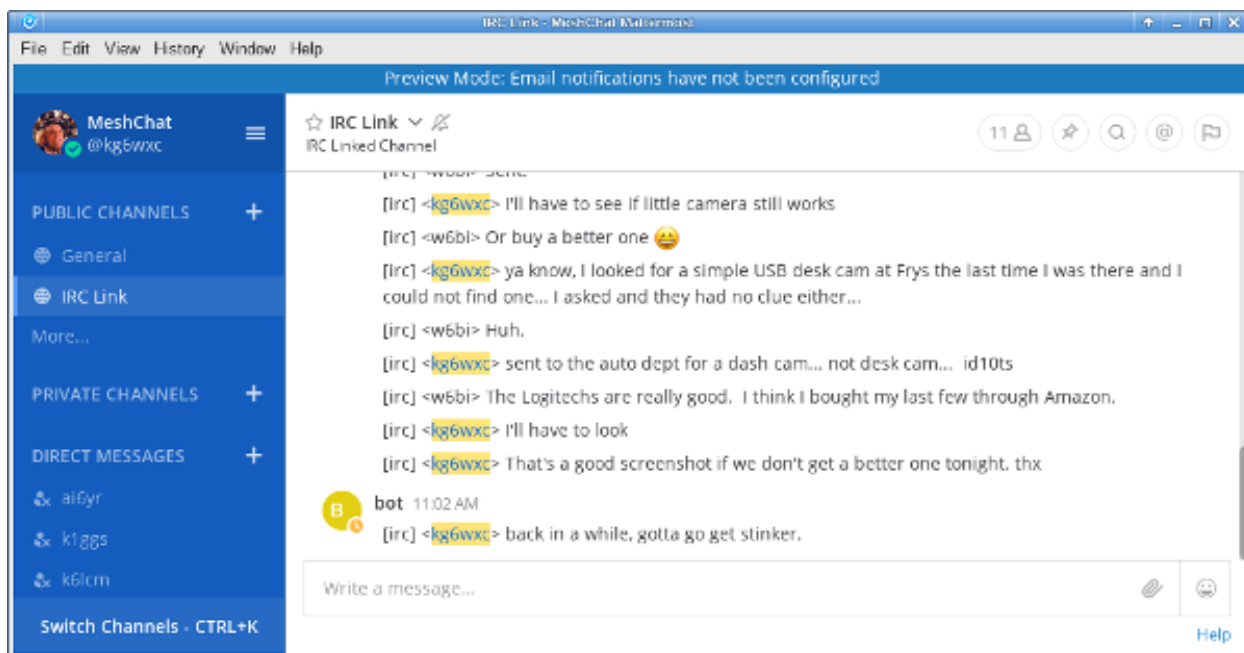 IRC Link - MeshChat Mattermost
File Edit View History Window Help
Preview Mode: Email notifications have not been configured
MeshChat
@kg6wxc
PUBLIC CHANNELS +
General
IRC Link
More...
PRIVATE CHANNELS +
DIRECT MESSAGES +
ai6yr
k1ggs
k6lcm
Switch Channels - CTRL+K
IRC Link
IRC Linked Channel
11
[irc] <w6bi> Sent.
[irc] <kg6wxc> I'll have to see if little camera still works
[irc] <w6bi> Or buy a better one 😄
[irc] <kg6wxc> ya know, I looked for a simple USB desk cam at Frys the last time I was there and I
could not find one... I asked and they had no clue either...
[irc] <w6bi> Huh.
[irc] <kg6wxc> sent to the auto dept for a dash cam... not desk cam... id10ts
[irc] <w6bi> The Logitechs are really good. I think I bought my last few through Amazon.
[irc] <kg6wxc> I'll have to look
[irc] <kg6wxc> That's a good screenshot if we don't get a better one tonight. thx
B
bot 11:02 AM
[irc] <kg6wxc> back in a while, gotta go get stinker.
Write a message...
Help